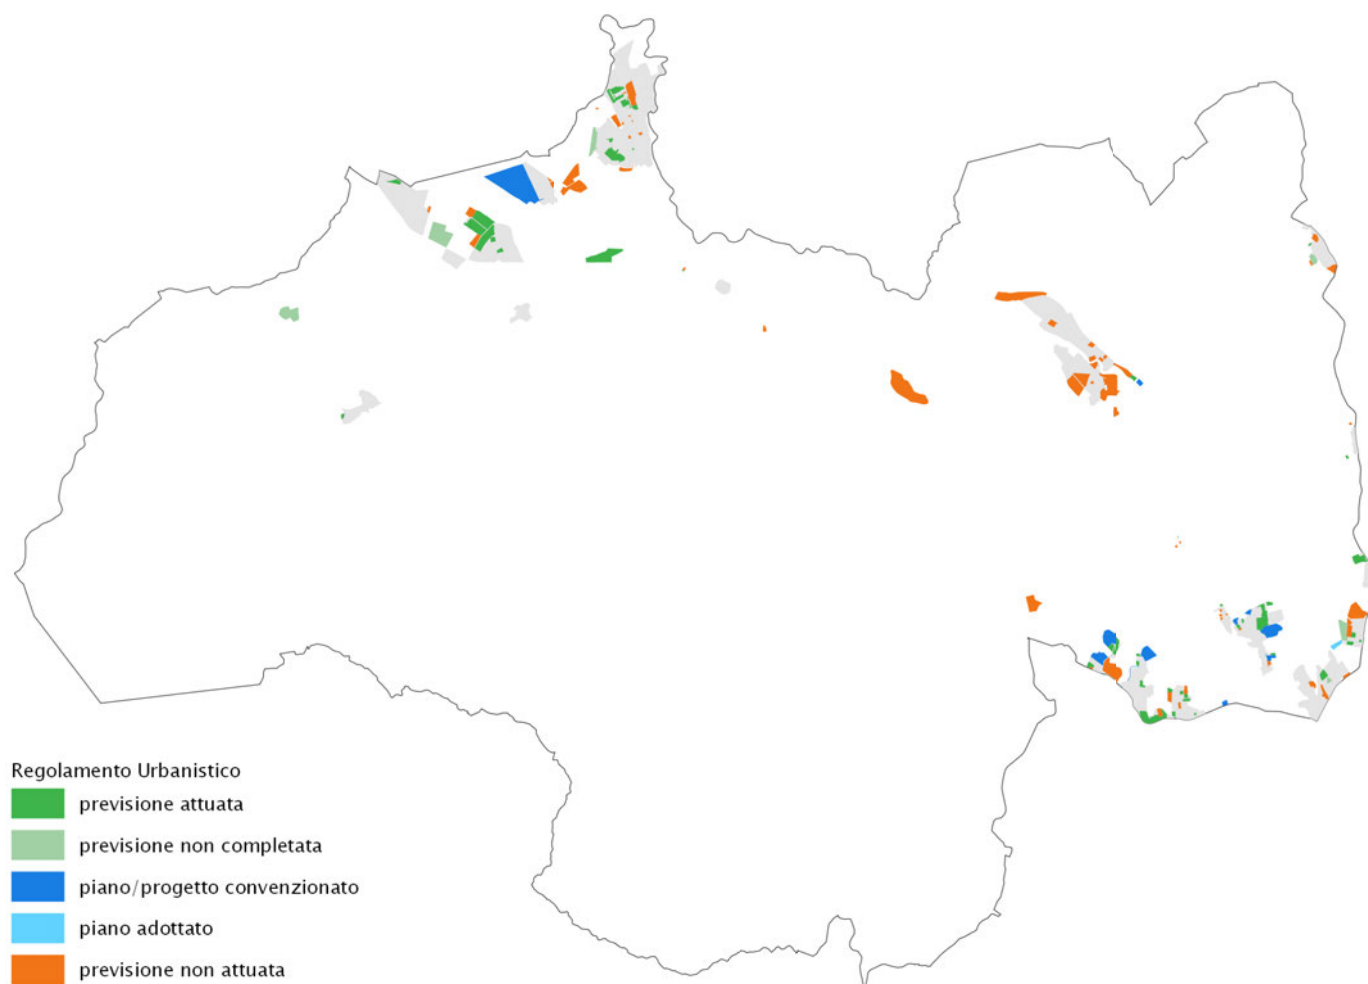 Regolamento Urbanistico
previsione attuata
previsione non completata
piano/progetto convenzionato
piano adottato
previsione non attuata